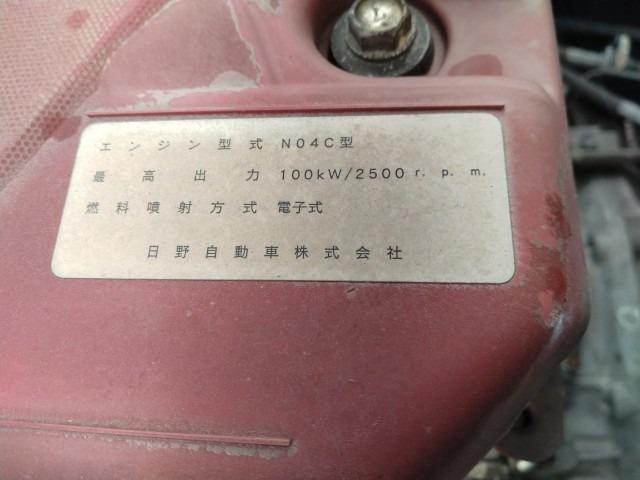 エンジン型式 N04C型
最高出力 100kW/2500 r. p. m.
燃料噴射方式 電子式
日野自動車株式会社